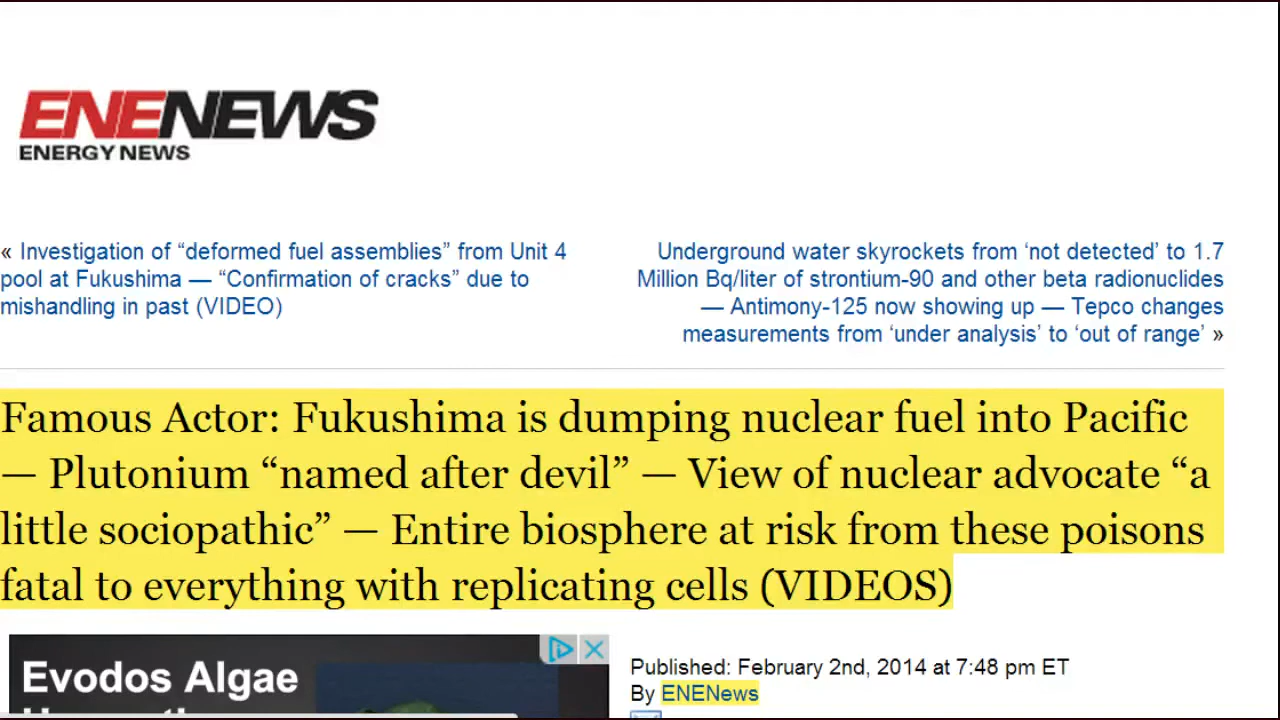 ENENEWS
ENERGY NEWS
« Investigation of “deformed fuel assemblies” from Unit 4
pool at Fukushima — “Confirmation of cracks” due to
mishandling in past (VIDEO)
Underground water skyrockets from ‘not detected’ to 1.7
Million Bq/liter of strontium-90 and other beta radionuclides
— Antimony-125 now showing up — Tepco changes
measurements from ‘under analysis’ to ‘out of range’ »
Famous Actor: Fukushima is dumping nuclear fuel into Pacific
— Plutonium “named after devil” — View of nuclear advocate “a
little sociopathic” — Entire biosphere at risk from these poisons
fatal to everything with replicating cells (VIDEOS)
Evodos Algae
Published: February 2nd, 2014 at 7:48 pm ET
By ENENews